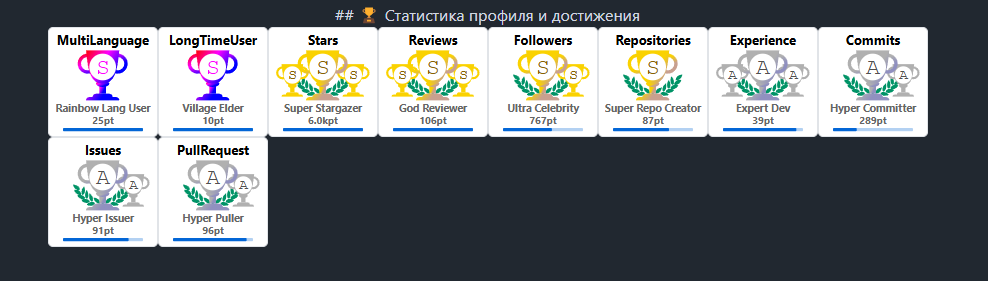 ## 🏆 Статистика профиля и достижения
MultiLanguage LongTimeUser Stars Reviews Followers Repositories Experience Commits
S S S S S S S S S S S S A A A A A
Rainbow Lang User Village Elder Super Stargazer God Reviewer Ultra Celebrity Super Repo Creator Expert Dev Hyper Committer
25pt 10pt 6.0kpt 106pt 767pt 87pt 39pt 289pt
Issues PullRequest
A A A A
Hyper Issuer Hyper Puller
91pt 96pt